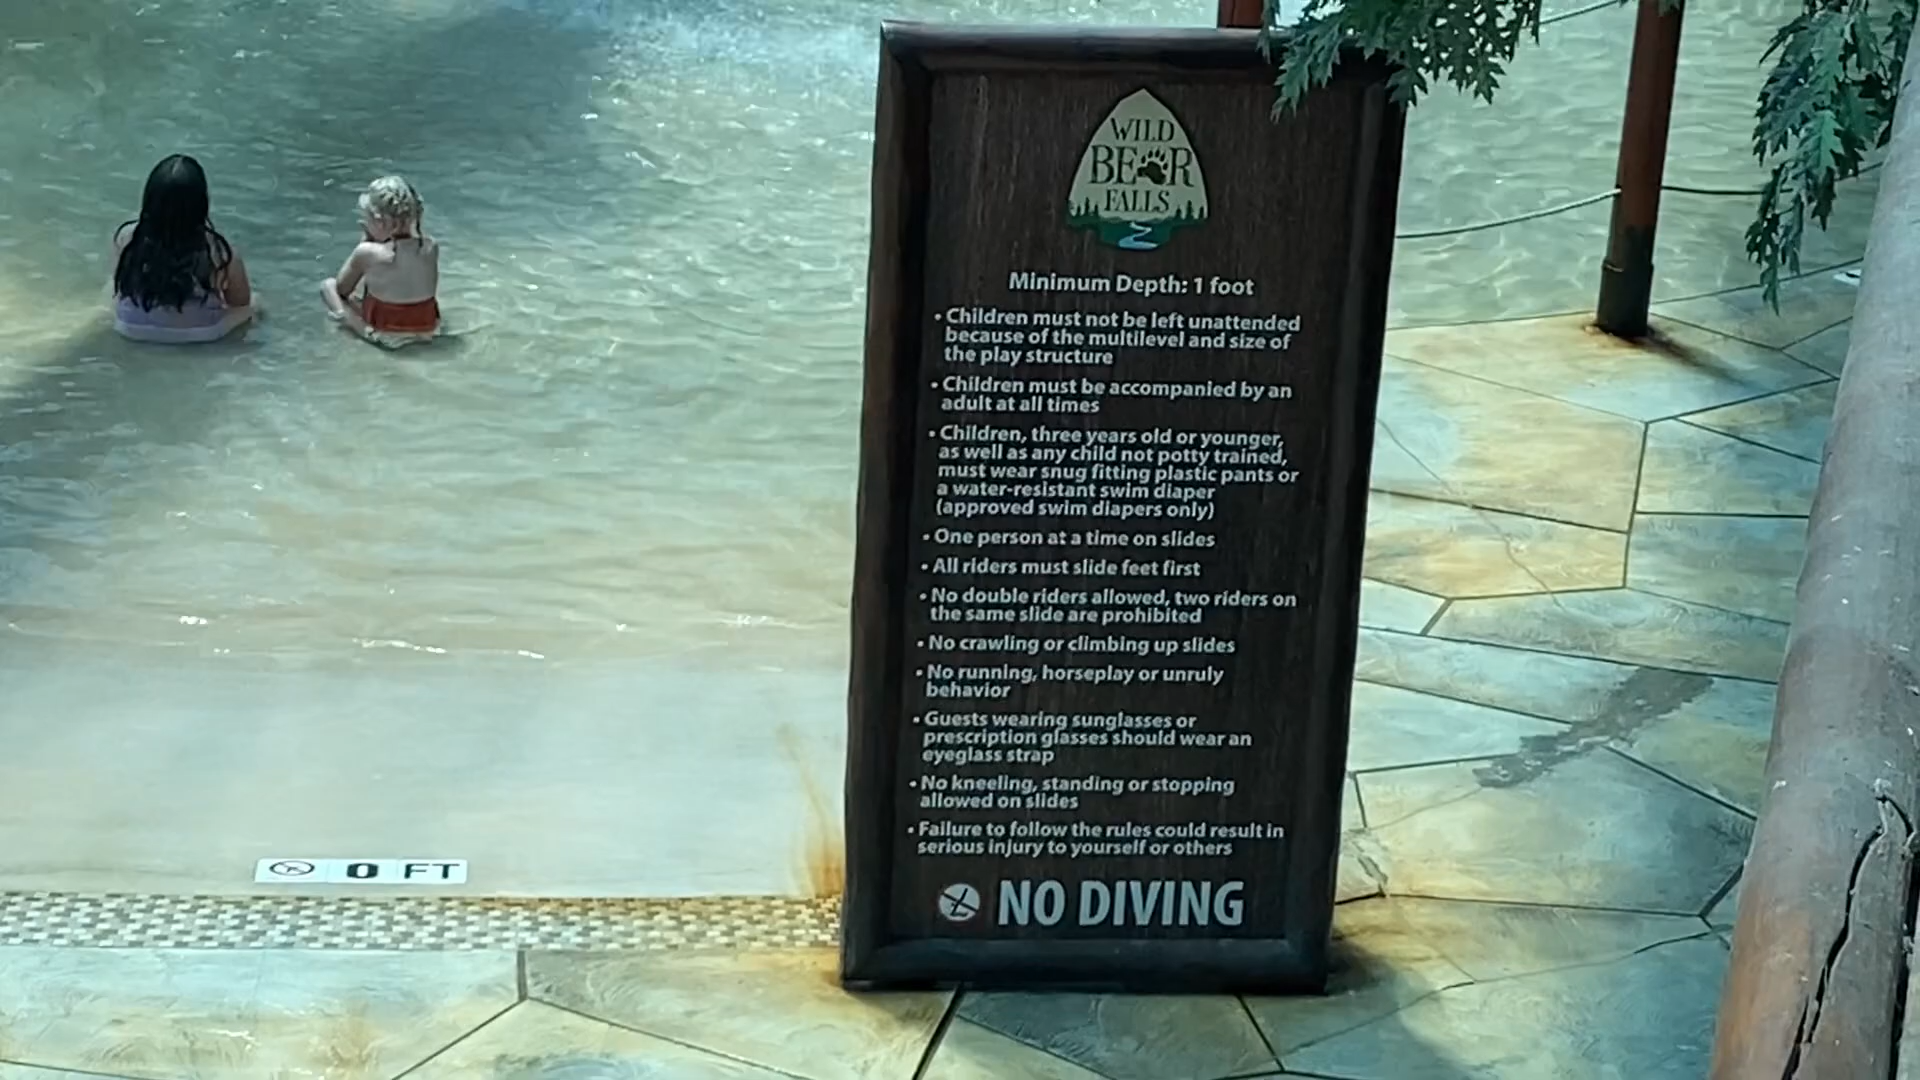 WILD
BEAR
FALLS
Minimum Depth: 1 foot
• Children must not be left unattended
because of the multilevel and size of
the play structure
• Children must be accompanied by an
adult at all times
• Children, three years old or younger,
as well as any child not potty trained,
must wear snug fitting plastic pants or
a water-resistant swim diaper
(approved swim diapers only)
• One person at a time on slides
• All riders must slide feet first
• No double riders allowed, two riders on
the same slide are prohibited
• No crawling or climbing up slides
• No running, horseplay or unruly
behavior
• Guests wearing sunglasses or
prescription glasses should wear an
eyeglass strap
• No kneeling, standing or stopping
allowed on slides
• Failure to follow the rules could result in
serious injury to yourself or others
NO DIVING
0 FT